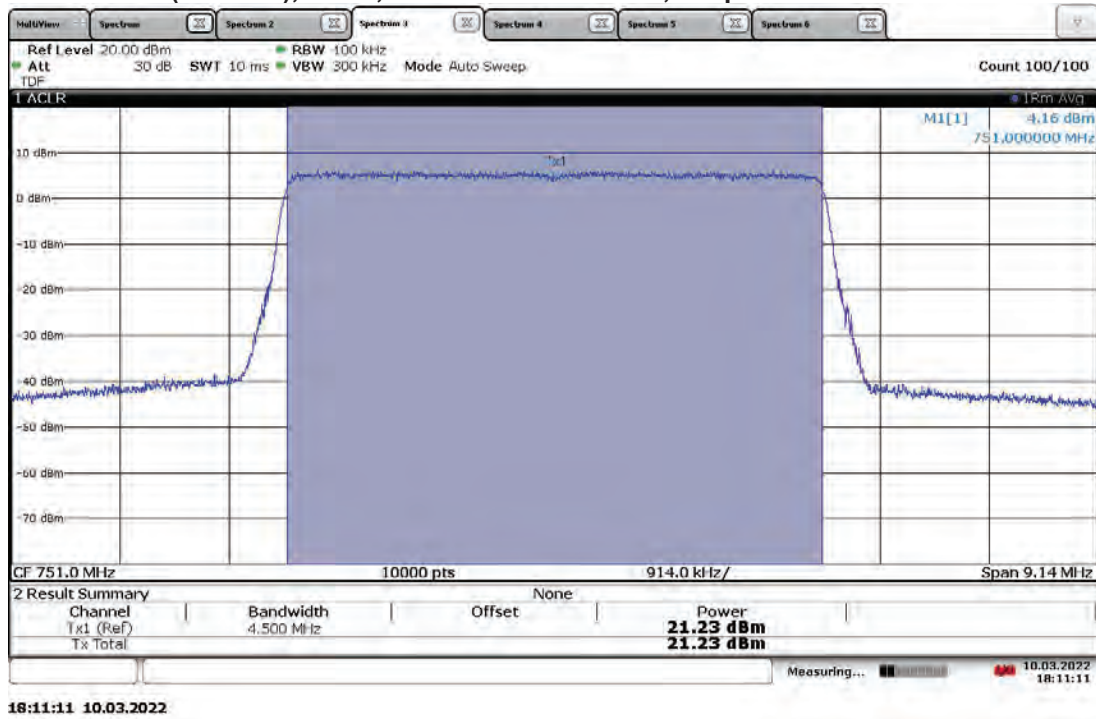 MultiView Spectrum Spectrum 2 Spectrum 3 Spectrum 4 Spectrum 5 Spectrum 6
Ref Level 20.00 dBm RBW 100 kHz
Att 30 dB SWT 10 ms VBW 300 kHz Mode Auto Sweep Count 100/100
TDF
1 ACLR 1Rm Avg
M1[1] 4.16 dBm
751.000000 MHz
10 dBm
Tx1
0 dBm
-10 dBm
-20 dBm
-30 dBm
-40 dBm
-50 dBm
-60 dBm
-70 dBm
CF 751.0 MHz 10000 pts 914.0 kHz/ Span 9.14 MHz
2 Result Summary None
Channel Bandwidth Offset Power
Tx1 (Ref) 4.500 MHz 21.23 dBm
Tx Total 21.23 dBm
Measuring... 10.03.2022
18:11:11
18:11:11 10.03.2022